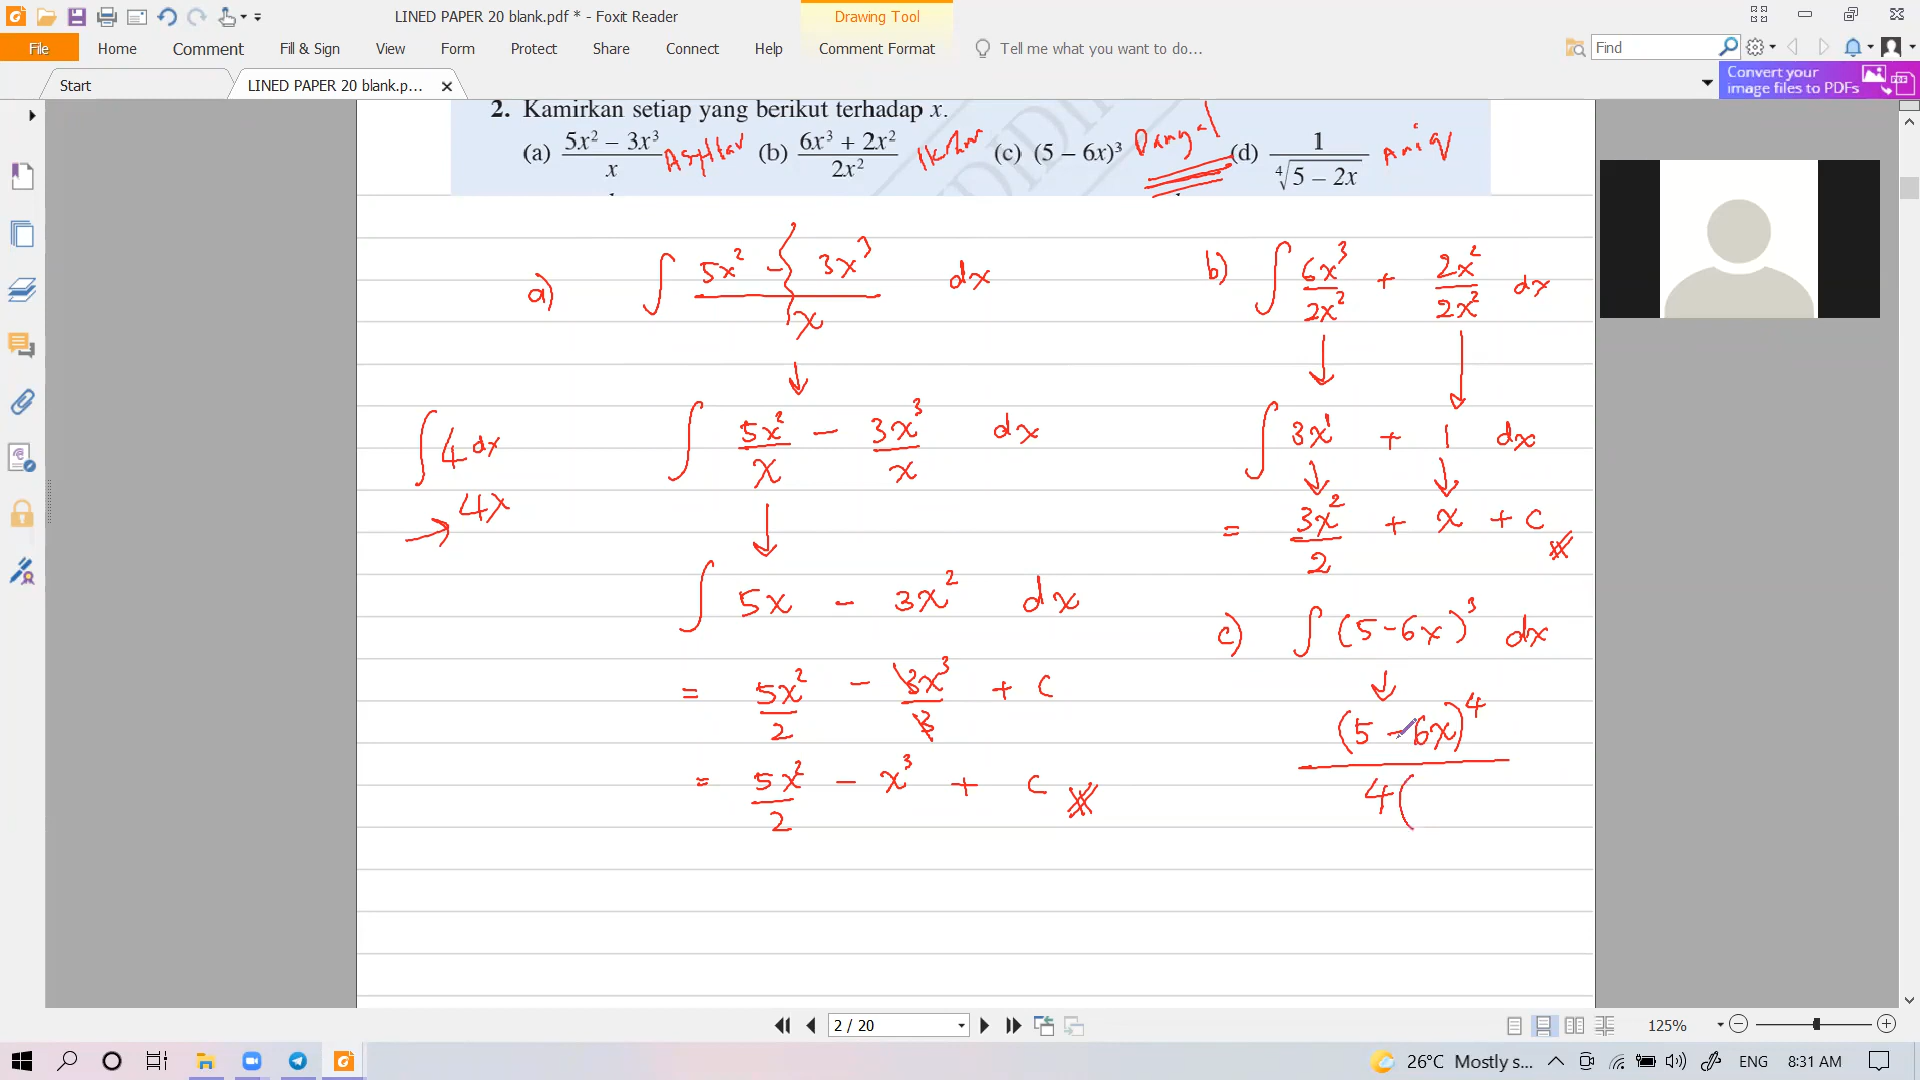 LINED PAPER 20 blank.pdf * - Foxit Reader
Drawing Tool
File Home Comment Fill & Sign View Form Protect Share Connect Help Comment Format Tell me what you want to do... Find
Start LINED PAPER 20 blank.p...
Convert your image files to PDFs
2. Kamirkan setiap yang berikut terhadap x.
(a) (5x² − 3x³)/x (b) (6x³ + 2x²)/2x² (c) (5 − 6x)³ (d) 1/⁴√(5 − 2x) Aniq
a) ∫ (5x² − 3x³)/x dx
∫ 5x²/x − 3x³/x dx
∫ 4 dx
→ 4x
∫ 5x − 3x² dx
= 5x²/2 − 3x³/3 + c
= 5x²/2 − x³ + c
b) ∫ 6x³/2x² + 2x²/2x² dx
∫ 3x¹ + 1 dx
= 3x²/2 + x + c
c) ∫ (5 − 6x)³ dx
(5 − 6x)⁴
4(
2 / 20
125%
26°C Mostly s...
ENG 8:31 AM